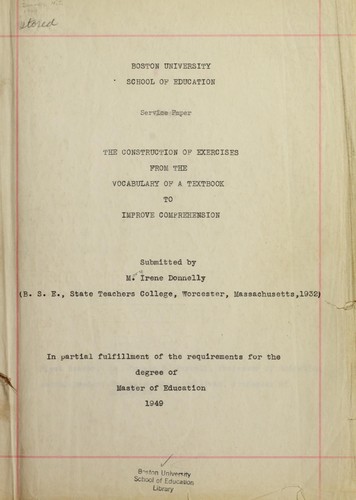 stored
BOSTON UNIVERSITY
SCHOOL OF EDUCATION
Service Paper
THE CONSTRUCTION OF EXERCISES
FROM THE
VOCABULARY OF A TEXTBOOK
TO
IMPROVE COMPREHENSION
Submitted by
M. Irene Donnelly
(B. S. E., State Teachers College, Worcester, Massachusetts,1932)
In partial fulfillment of the requirements for the
degree of
Master of Education
1949
Boston University
School of Education
Library